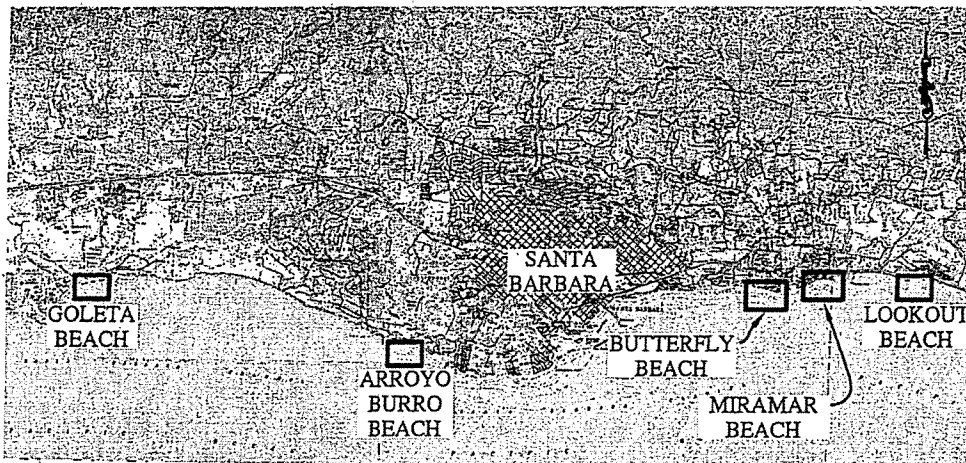 SANTA
BARBARA
GOLETA
BEACH
ARROYO
BURRO
BEACH
BUTTERFLY
BEACH
MIRAMAR
BEACH
LOOKOUT
BEACH